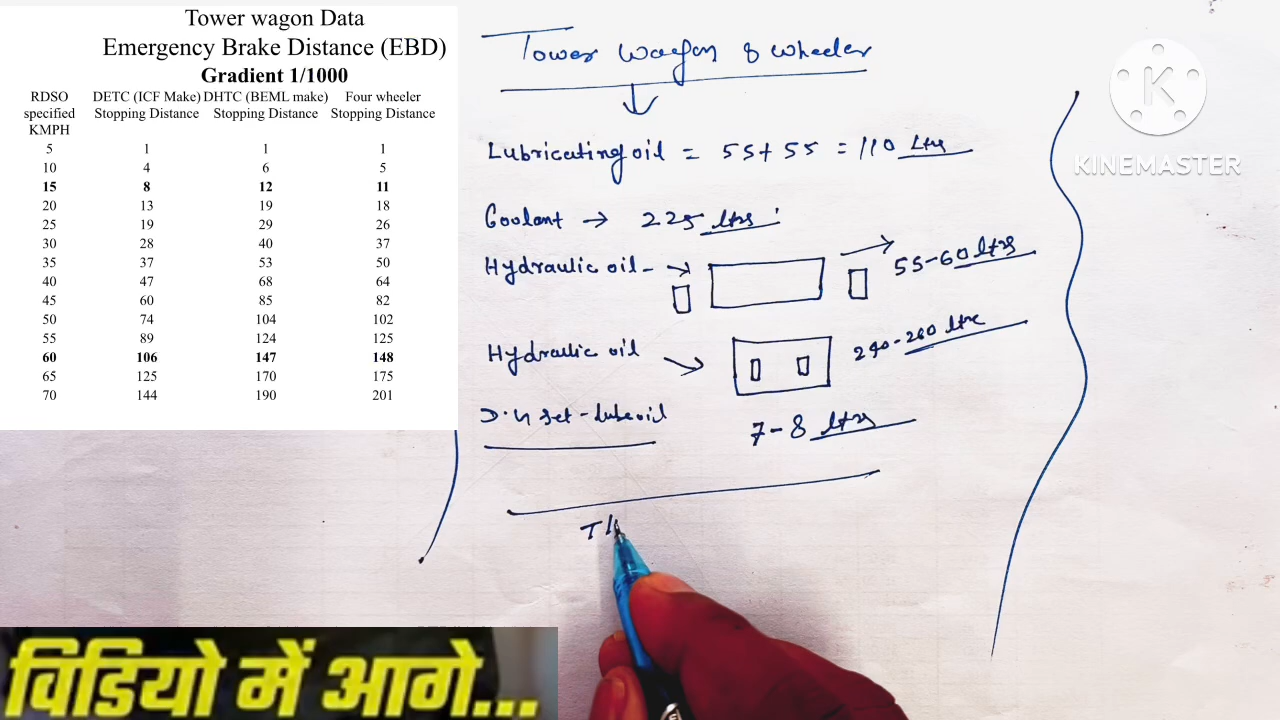 Tower wagon Data
Emergency Brake Distance (EBD)
Gradient 1/1000
RDSO specified KMPH DETC (ICF Make) Stopping Distance DHTC (BEML make) Stopping Distance Four wheeler Stopping Distance
5 1 1 1
10 4 6 5
15 8 12 11
20 13 19 18
25 19 29 26
30 28 40 37
35 37 53 50
40 47 68 64
45 60 85 82
50 74 104 102
55 89 124 125
60 106 147 148
65 125 170 175
70 144 190 201
Tower wagon 8 wheeler
Lubricating oil = 55+55 = 110 Ltrs
Coolant → 225 ltrs
Hydraulic oil - → 55-60 ltrs
Hydraulic oil → 240-260 ltrs
D.G set - lube oil 7-8 ltrs
K
KINEMASTER
विडियो में आगे...